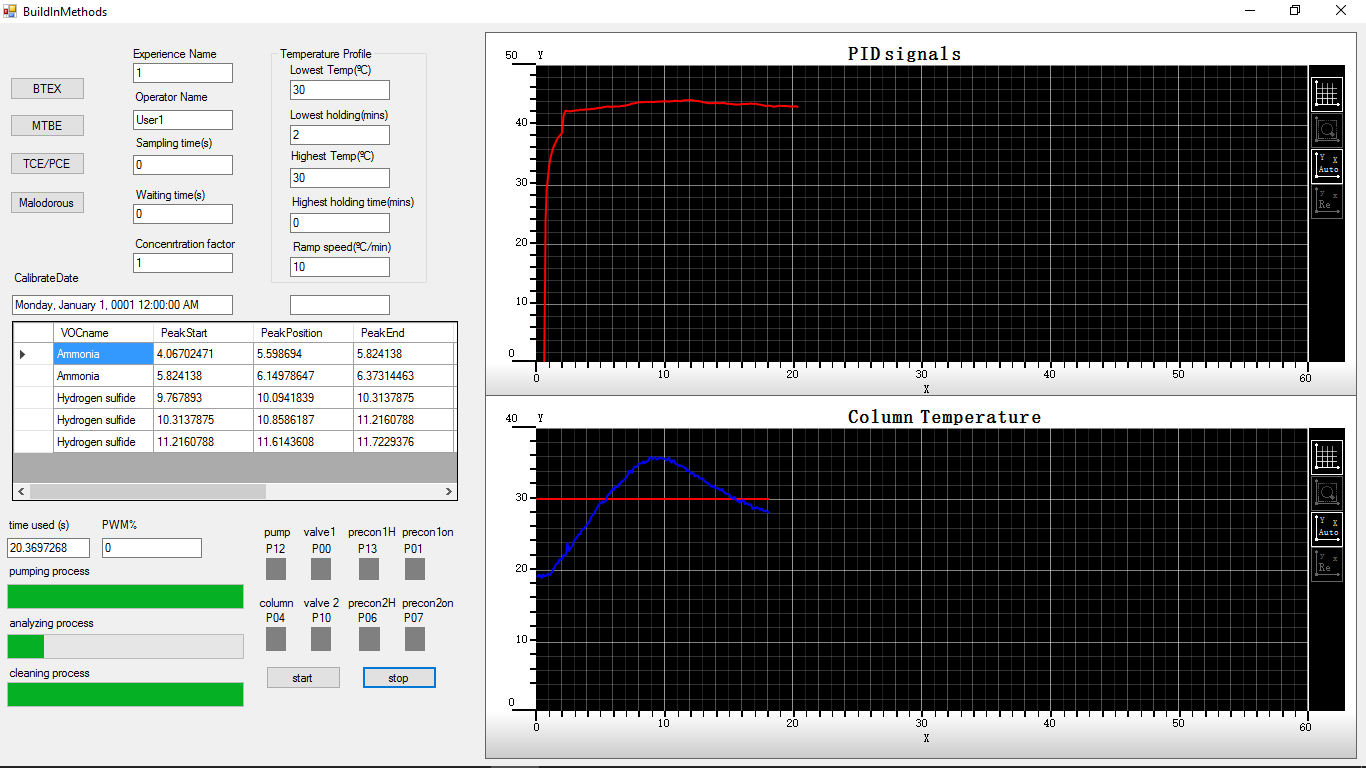 BuildInMethods
BTEX
MTBE
TCE/PCE
Malodorous
Experience Name
1
Operator Name
User1
Sampling time(s)
0
Waiting time(s)
0
Concenrtration factor
1
Temperature Profile
Lowest Temp(ºC)
30
Lowest holding(mins)
2
Highest Temp(ºC)
30
Highest holding time(mins)
0
Ramp speed(ºC/min)
10
CalibrateDate
Monday, January 1, 0001 12:00:00 AM
VOCname PeakStart PeakPosition PeakEnd
Ammonia 4.06702471 5.598694 5.824138
Ammonia 5.824138 6.14978647 6.37314463
Hydrogen sulfide 9.767893 10.0941839 10.3137875
Hydrogen sulfide 10.3137875 10.8586187 11.2160788
Hydrogen sulfide 11.2160788 11.6143608 11.7229376
time used (s) PWM%
20.3697268 0
pumping process
analyzing process
cleaning process
pump valve1 precon1H precon1on
P12 P00 P13 P01
column valve 2 precon2H precon2on
P04 P10 P06 P07
start stop
PID signals
50 Y
40
30
20
10
0
0 10 20 30 40 50 60
X
Y X
Auto
Y X
Re
Column Temperature
40 Y
30
20
10
0
0 10 20 30 40 50 60
X
Y X
Auto
Y X
Re